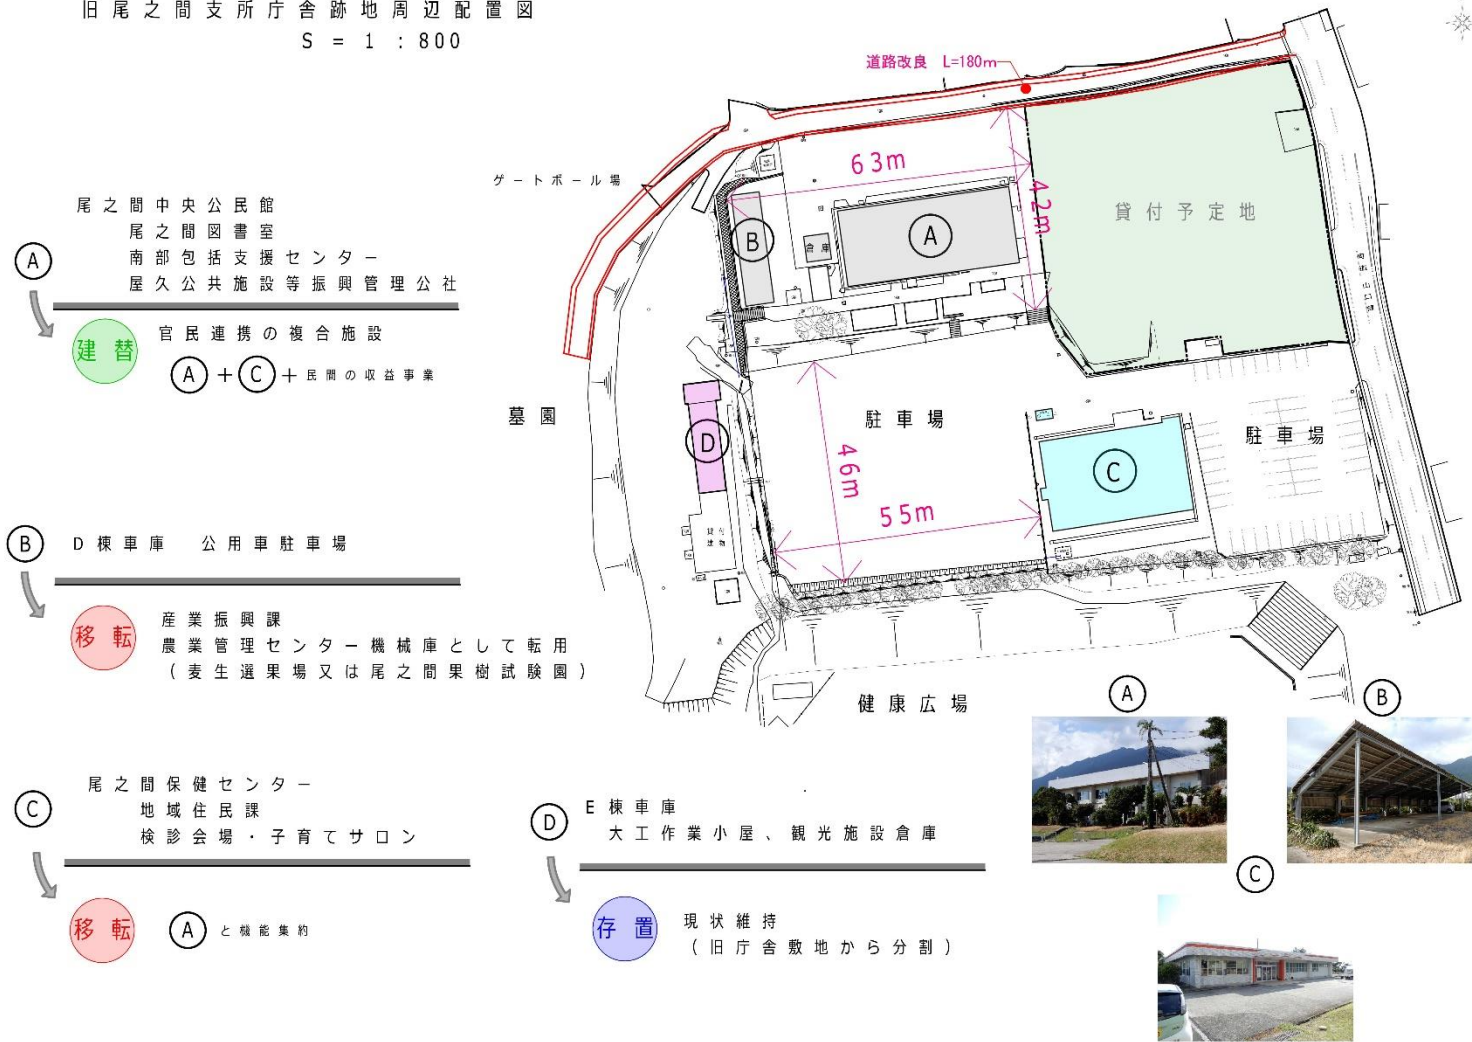 旧尾之間支所庁舎跡地周辺配置図
S = 1 : 800
道路改良 L=180m
ゲートボール場
63m
42m
貸付予定地
B
倉庫
A
尾之間中央公民館
尾之間図書室
南部包括支援センター
屋久公共施設等振興管理公社
A
建替
官民連携の複合施設
A + C + 民間の収益事業
墓園
D
駐車場
駐車場
46m
55m
C
貸付
建物
B
D棟車庫 公用車駐車場
移転
産業振興課
農業管理センター機械庫として転用
(麦生選果場又は尾之間果樹試験園)
健康広場
A
B
C
C
尾之間保健センター
地域住民課
検診会場・子育てサロン
移転
A と機能集約
D
E棟車庫
大工作業小屋、観光施設倉庫
存置
現状維持
(旧庁舎敷地から分割)